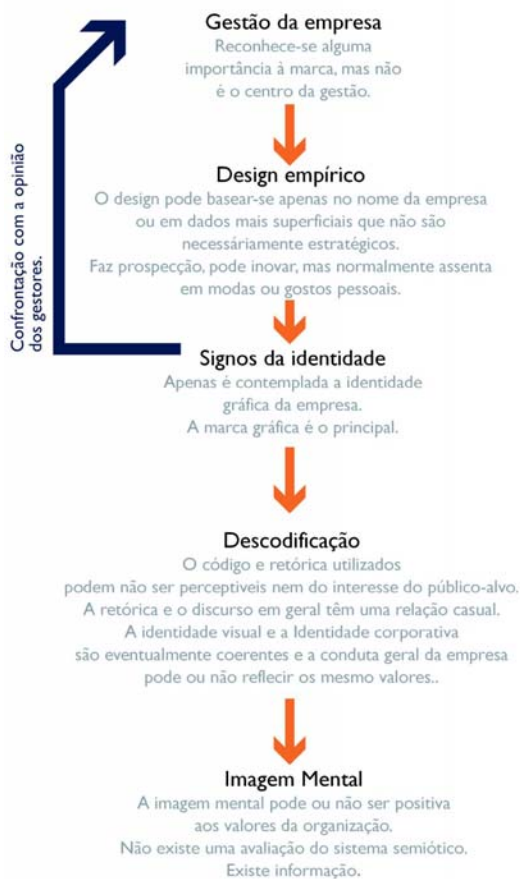 Gestão da empresa
Reconhece-se alguma
importância à marca, mas não
é o centro da gestão.
Design empírico
O design pode basear-se apenas no nome da empresa
ou em dados mais superficiais que não são
necessáriamente estratégicos.
Faz prospecção, pode inovar, mas normalmente assenta
em modas ou gostos pessoais.
Confrontação com a opinião
dos gestores.
Signos da identidade
Apenas é contemplada a identidade
gráfica da empresa.
A marca gráfica é o principal.
Descodificação
O código e retórica utilizados
podem não ser perceptiveis nem do interesse do público-alvo.
A retórica e o discurso em geral têm uma relação casual.
A identidade visual e a Identidade corporativa
são eventualmente coerentes e a conduta geral da empresa
pode ou não reflecir os mesmo valores..
Imagem Mental
A imagem mental pode ou não ser positiva
aos valores da organização.
Não existe uma avaliação do sistema semiótico.
Existe informação.